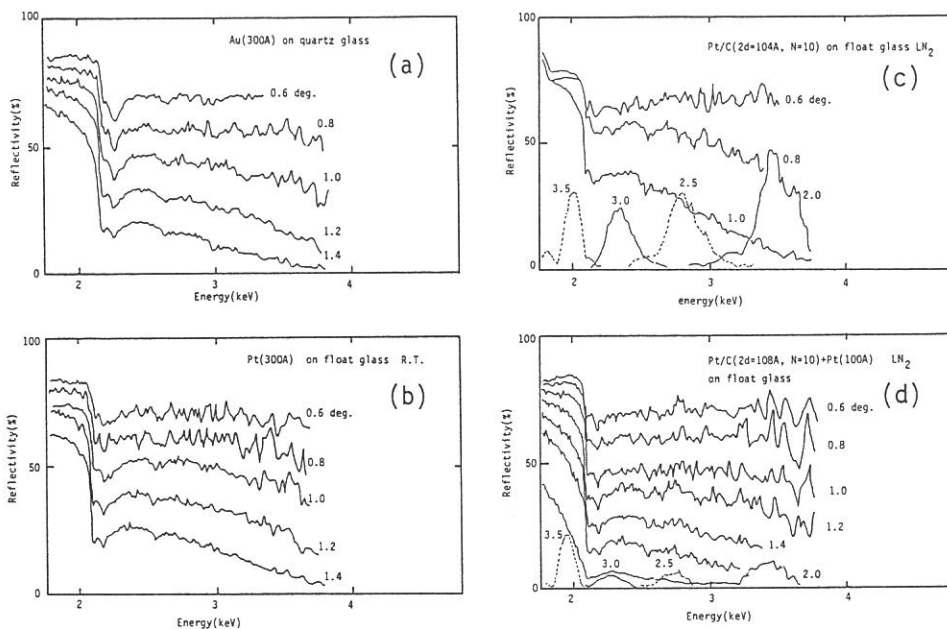 100
Au(300A) on quartz glass
(a)
0.6 deg.
0.8
1.0
1.2
1.4
50
0
2
3
4
Reflectivity(%)
Energy(keV)
100
Pt/C(2d=104A, N=10) on float glass LN2
(c)
0.6 deg.
0.8
2.0
1.0
2.5
3.0
3.5
50
0
2
3
4
Reflectivity(%)
energy(keV)
100
Pt(300A) on float glass R.T.
(b)
0.6 deg.
0.8
1.0
1.2
1.4
50
0
2
3
4
Reflectivity(%)
Energy(keV)
100
Pt/C(2d=108A, N=10)+Pt(100A) LN2
on float glass
(d)
0.6 deg.
0.8
1.0
1.2
1.4
2.0
2.5
3.0
3.5
50
0
2
3
4
Reflectivity(%)
Energy(keV)